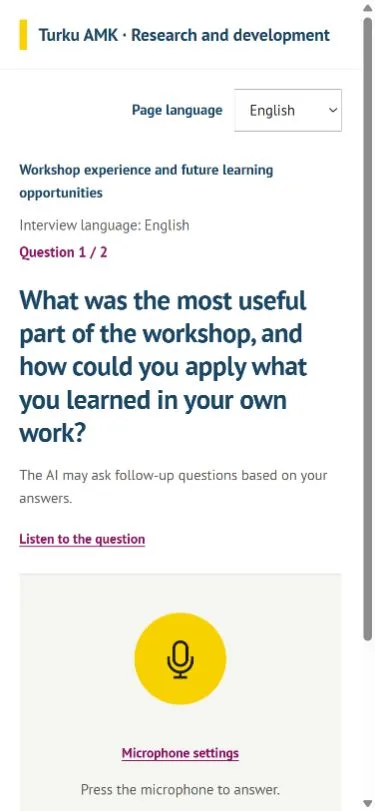 Turku AMK · Research and development
Page language
English
Workshop experience and future learning
opportunities
Interview language: English
Question 1 / 2
What was the most useful
part of the workshop, and
how could you apply what
you learned in your own
work?
The AI may ask follow-up questions based on your
answers.
Listen to the question
Microphone settings
Press the microphone to answer.